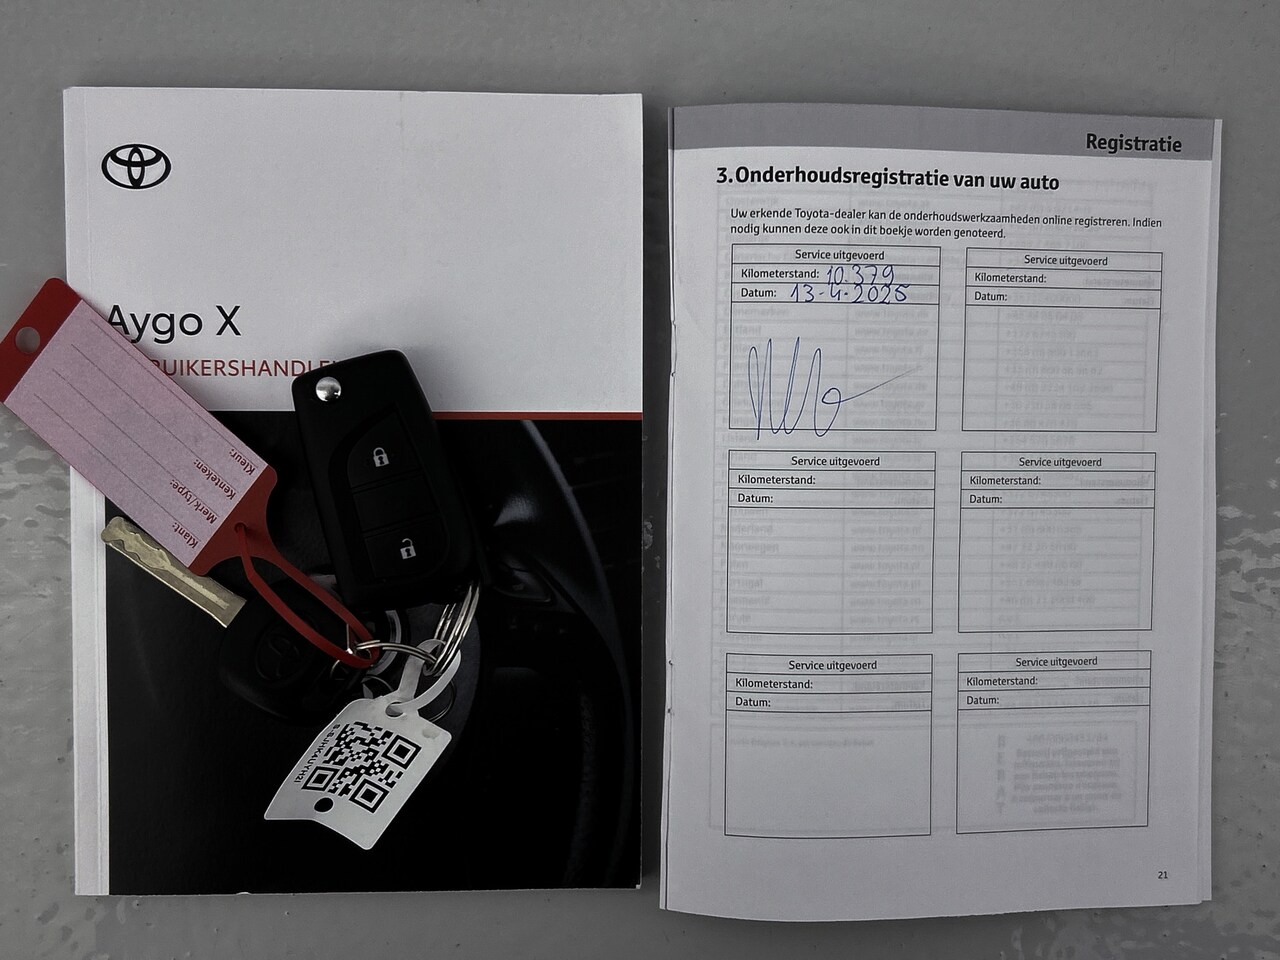 Aygo X
Klant:
Merk/type:
Kenteken:
Kleur:
Registratie
3. Onderhoudsregistratie van uw auto
Uw erkende Toyota-dealer kan de onderhoudswerkzaamheden online registreren. Indien
nodig kunnen deze ook in dit boekje worden genoteerd.
Service uitgevoerd
Kilometerstand: 10.379
Datum: 13-4-2025
Service uitgevoerd
Kilometerstand:
Datum:
Service uitgevoerd
Kilometerstand:
Datum:
Service uitgevoerd
Kilometerstand:
Datum:
Service uitgevoerd
Kilometerstand:
Datum:
Service uitgevoerd
Kilometerstand:
Datum:
21